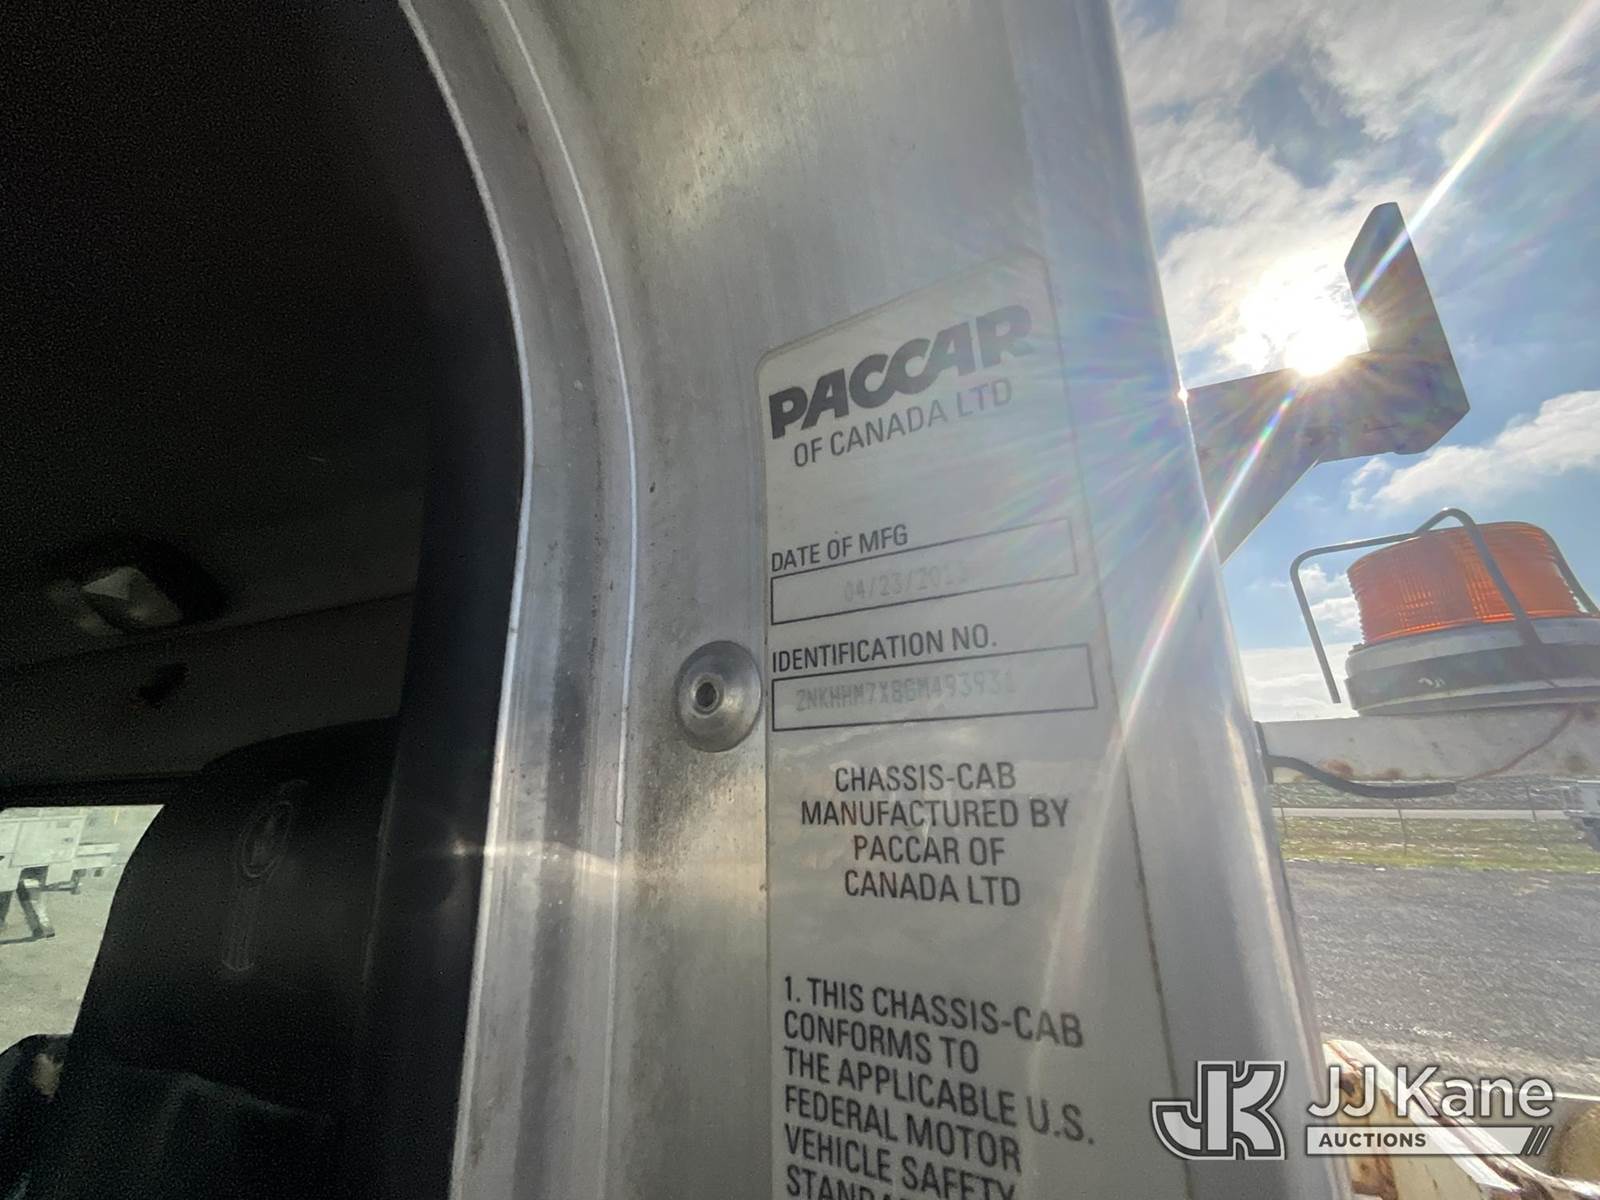 PACCAR
OF CANADA LTD
DATE OF MFG
IDENTIFICATION NO.
2NKHHM7X8GM493931
CHASSIS-CAB
MANUFACTURED BY
PACCAR OF
CANADA LTD
1. THIS CHASSIS-CAB
CONFORMS TO
THE APPLICABLE U.S.
FEDERAL MOTOR
VEHICLE SAFETY
JJ Kane
AUCTIONS